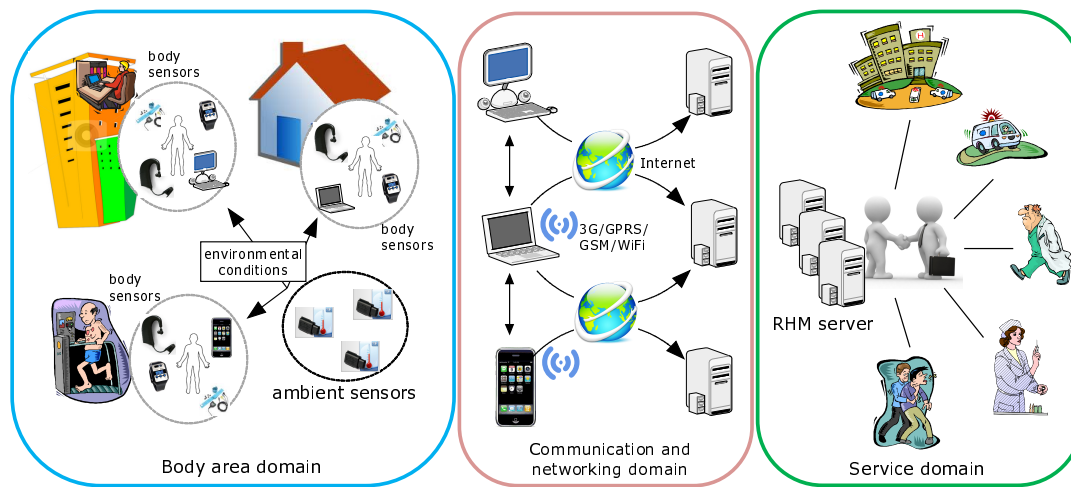 body
sensors
body
sensors
environmental
conditions
body
sensors
ambient sensors
Body area domain
Internet
3G/GPRS/
GSM/WiFi
Communication and
networking domain
H
RHM server
Service domain